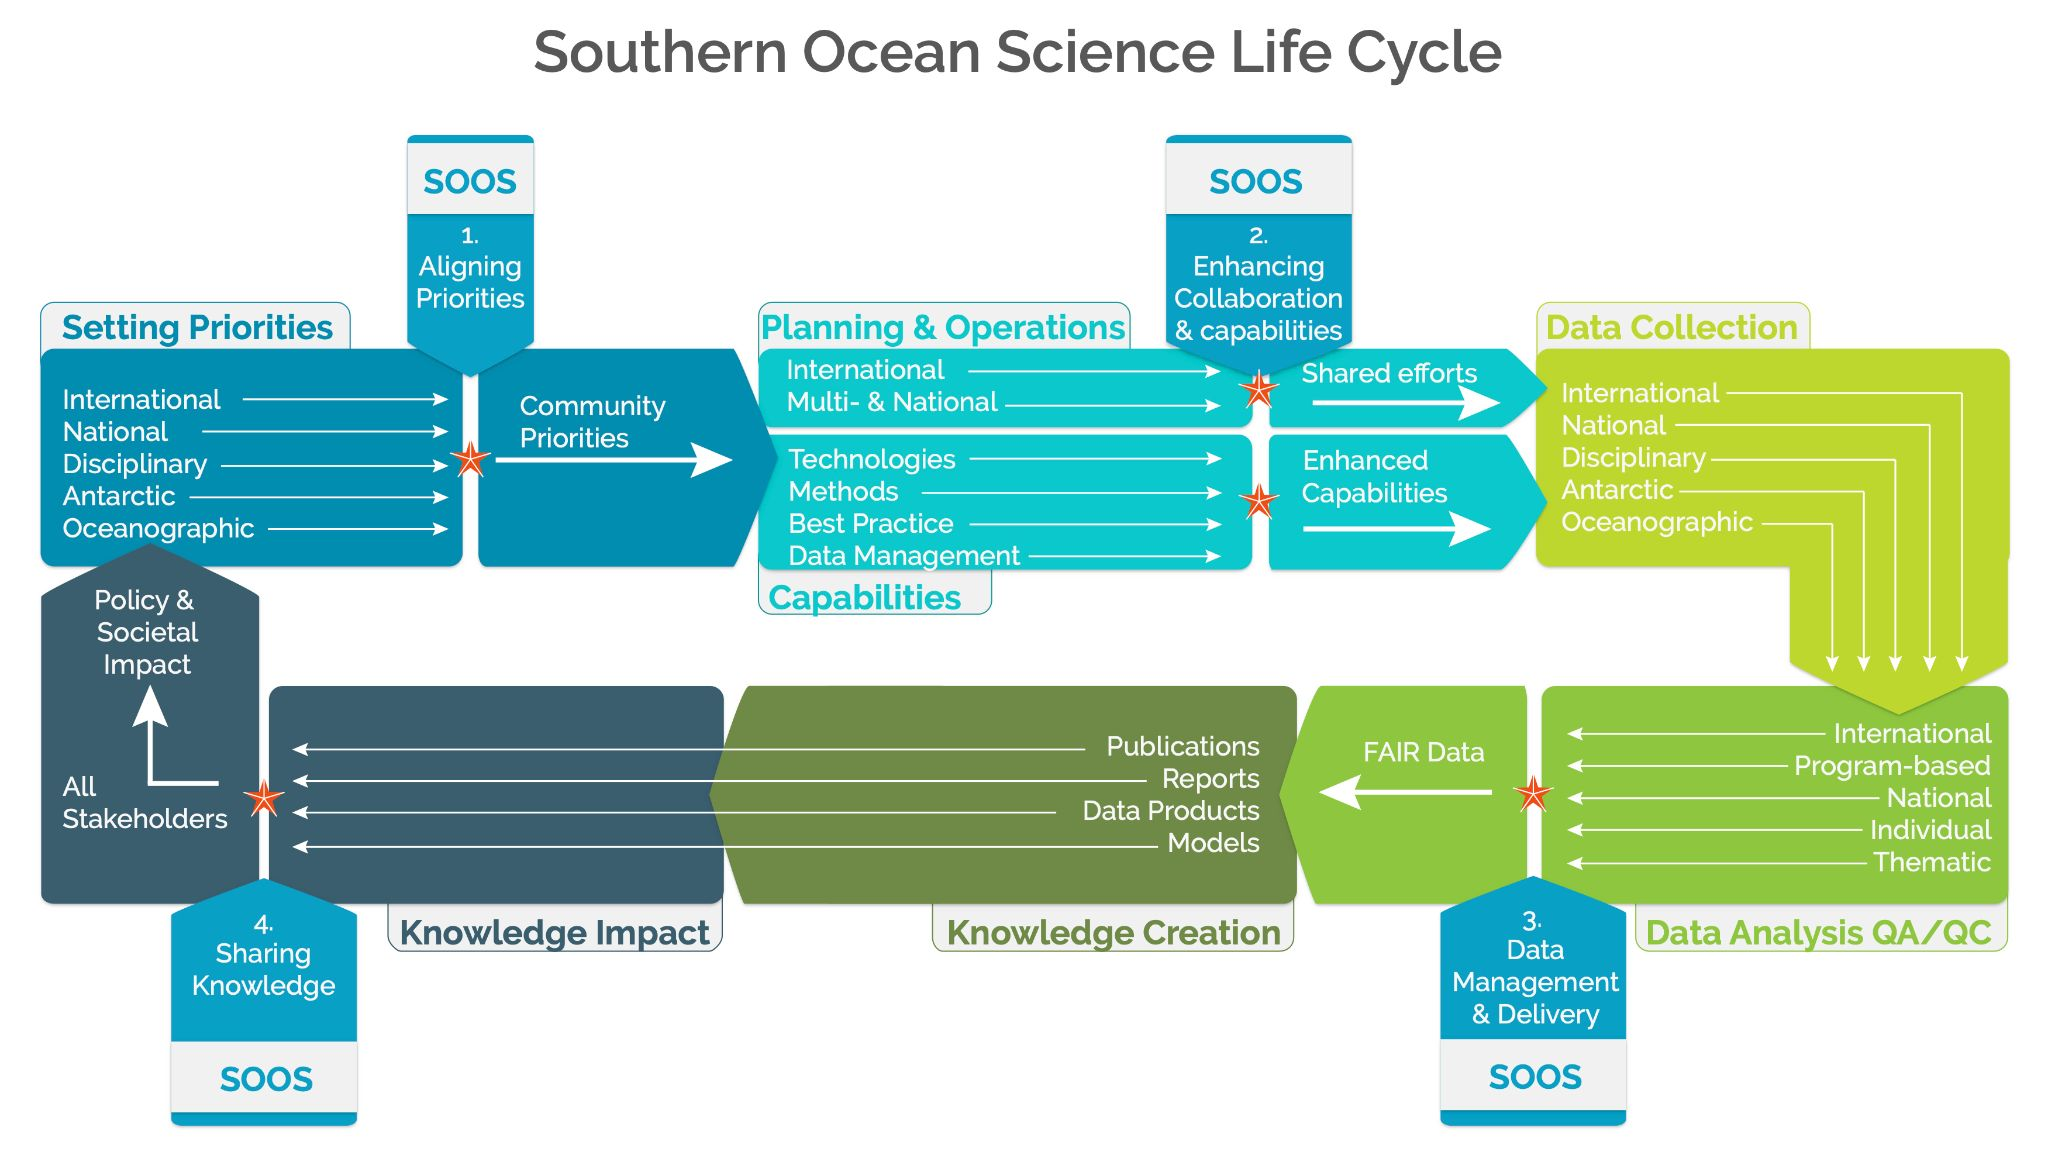 Southern Ocean Science Life Cycle
SOOS
1.
Aligning
Priorities
SOOS
2.
Enhancing
Collaboration
& capabilities
Setting Priorities
International
National
Disciplinary
Antarctic
Oceanographic
Community
Priorities
Planning & Operations
International
Multi- & National
Technologies
Methods
Best Practice
Data Management
Capabilities
Shared efforts
Enhanced
Capabilities
Data Collection
International
National
Disciplinary
Antarctic
Oceanographic
International
Program-based
National
Individual
Thematic
Data Analysis QA/QC
3.
Data
Management
& Delivery
SOOS
FAIR Data
Publications
Reports
Data Products
Models
Knowledge Creation
Knowledge Impact
4.
Sharing
Knowledge
SOOS
All
Stakeholders
Policy &
Societal
Impact